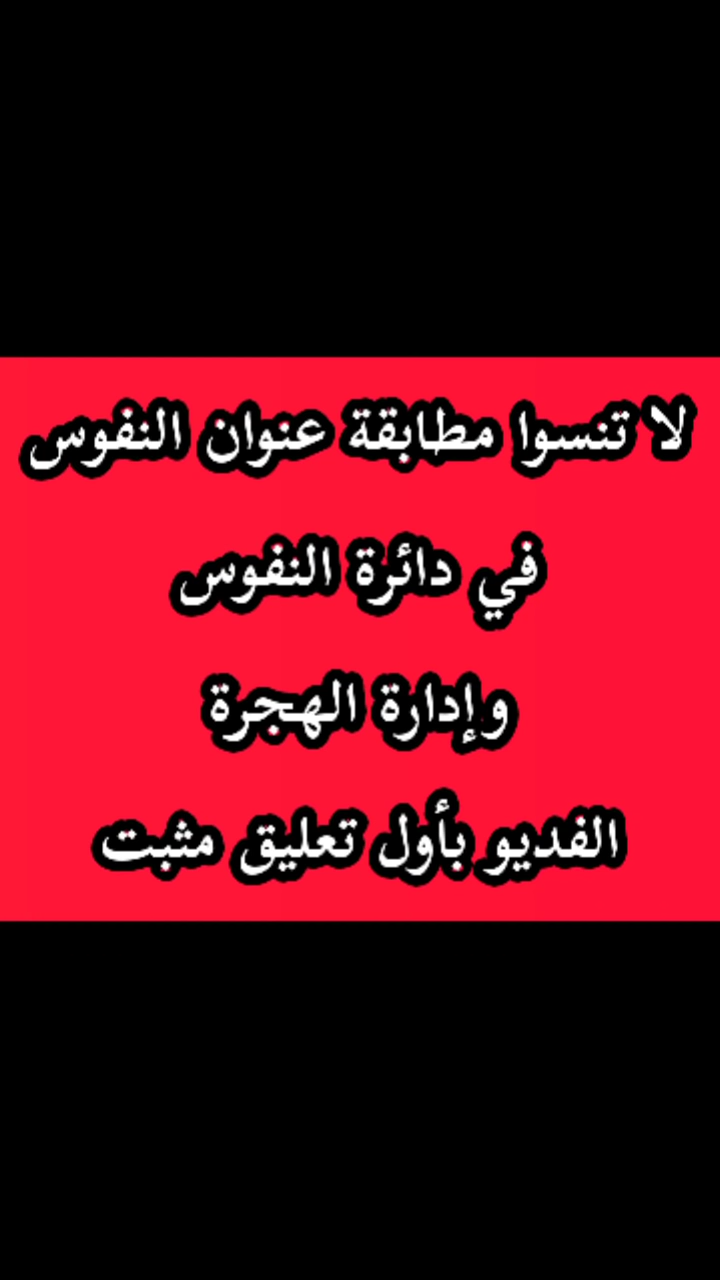 لا تنسوا مطابقة عنوان النفوس
في دائرة النفوس
وإدارة الهجرة
الفديو بأول تعليق مثبت